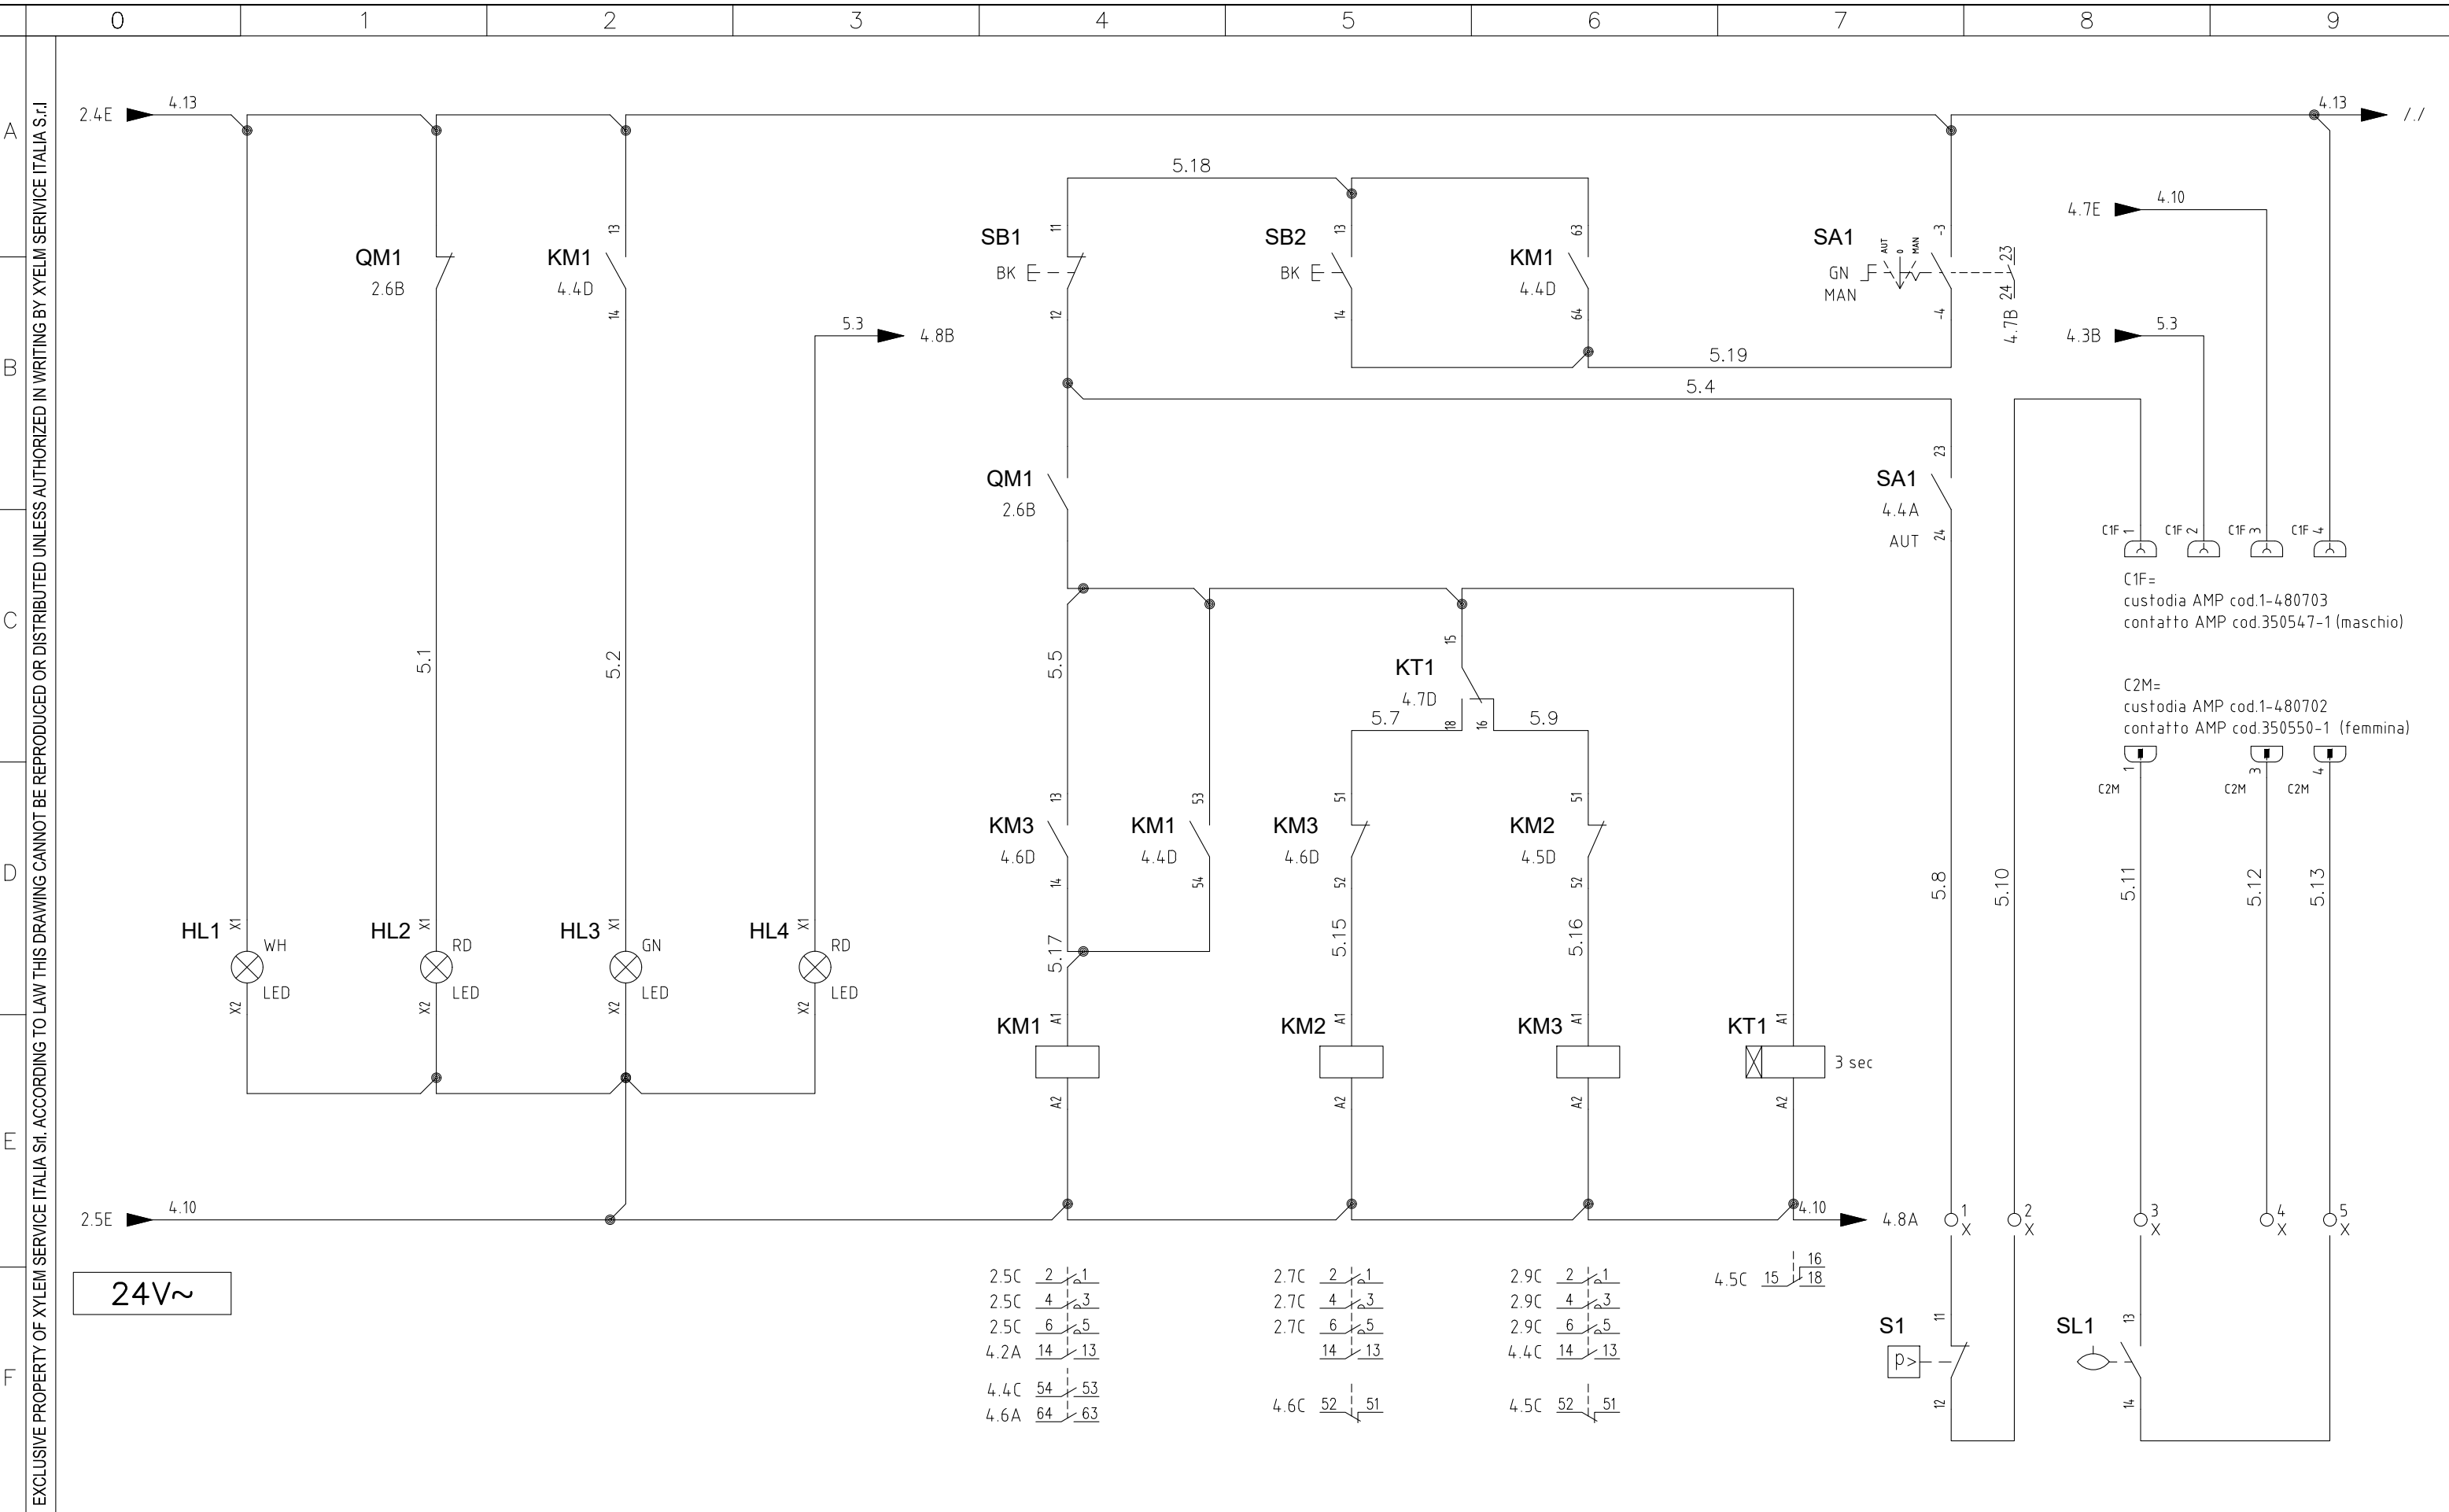 0 1 2 3 4 5 6 7 8 9
A
B
C
D
E
F
EXCLUSIVE PROPERTY OF XYLEM SERVICE ITALIA Srl. ACCORDING TO LAW THIS DRAWING CANNOT BE REPRODUCED OR DISTRIBUTED UNLESS AUTHORIZED IN WRITING BY XYELM SERIVICE ITALIA S.r.l
2.4E 4.13
4.13 /./
5.18
4.7E 4.10
QM1
2.6B
KM1
4.4D
13
14
SB1
BK
11
12
SB2
BK
13
14
KM1
4.4D
63
64
SA1
GN
MAN
AUT
0
MAN
-3
-4
23
24
4.7B
5.3 4.8B
4.3B 5.3
5.19
5.4
QM1
2.6B
SA1
4.4A
AUT
23
24
C1F 1
C1F 2
C1F 3
C1F 4
C1F=
custodia AMP cod.1-480703
contatto AMP cod.350547-1 (maschio)
5.1
5.2
5.5
KT1
4.7D
15
18
16
5.7
5.9
C2M=
custodia AMP cod.1-480702
contatto AMP cod.350550-1 (femmina)
C2M 1
C2M 3
C2M 4
KM3
4.6D
13
14
KM1
4.4D
53
54
KM3
4.6D
51
52
KM2
4.5D
51
52
5.8
5.10
5.11
5.12
5.13
HL1
X1
WH
LED
X2
HL2
X1
RD
LED
X2
HL3
X1
GN
LED
X2
HL4
X1
RD
LED
X2
5.17
5.15
5.16
KM1
A1
A2
KM2
A1
A2
KM3
A1
A2
KT1
A1
3 sec
A2
2.5E 4.10
4.10 4.8A
1
X
2
X
3
X
4
X
5
X
24V~
2.5C 2 1
2.5C 4 3
2.5C 6 5
4.2A 14 13
4.4C 54 53
4.6A 64 63
2.7C 2 1
2.7C 4 3
2.7C 6 5
14 13
4.6C 52 51
2.9C 2 1
2.9C 4 3
2.9C 6 5
4.4C 14 13
4.5C 52 51
16
4.5C 15 18
S1
p>
11
12
SL1
13
14